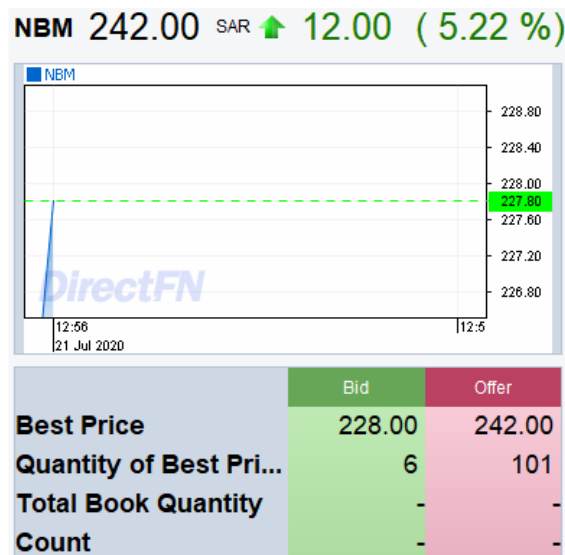 NBM 242.00 SAR 12.00 ( 5.22 %)
NBM
228.80
228.40
228.00
227.80
227.60
227.20
226.80
DirectFN
12:56 12:5
21 Jul 2020
Bid Offer
Best Price 228.00 242.00
Quantity of Best Pri... 6 101
Total Book Quantity - -
Count - -